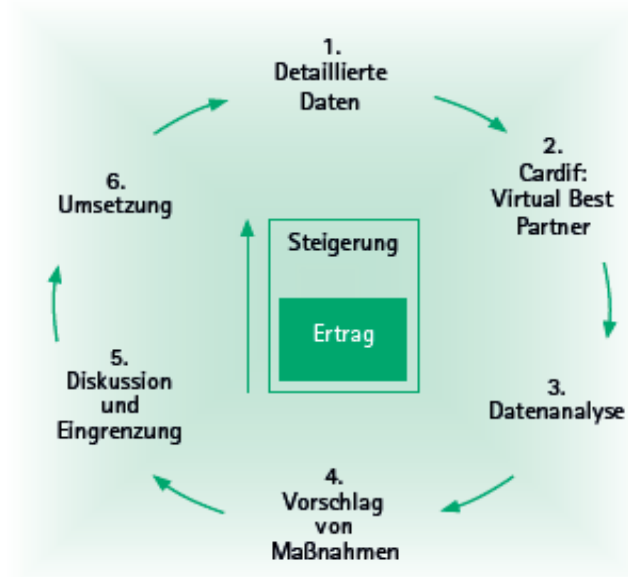 1.
Detaillierte
Daten
2.
Cardif:
Virtual Best
Partner
3.
Datenanalyse
4.
Vorschlag
von
Maßnahmen
5.
Diskussion
und
Eingrenzung
6.
Umsetzung
Steigerung
Ertrag